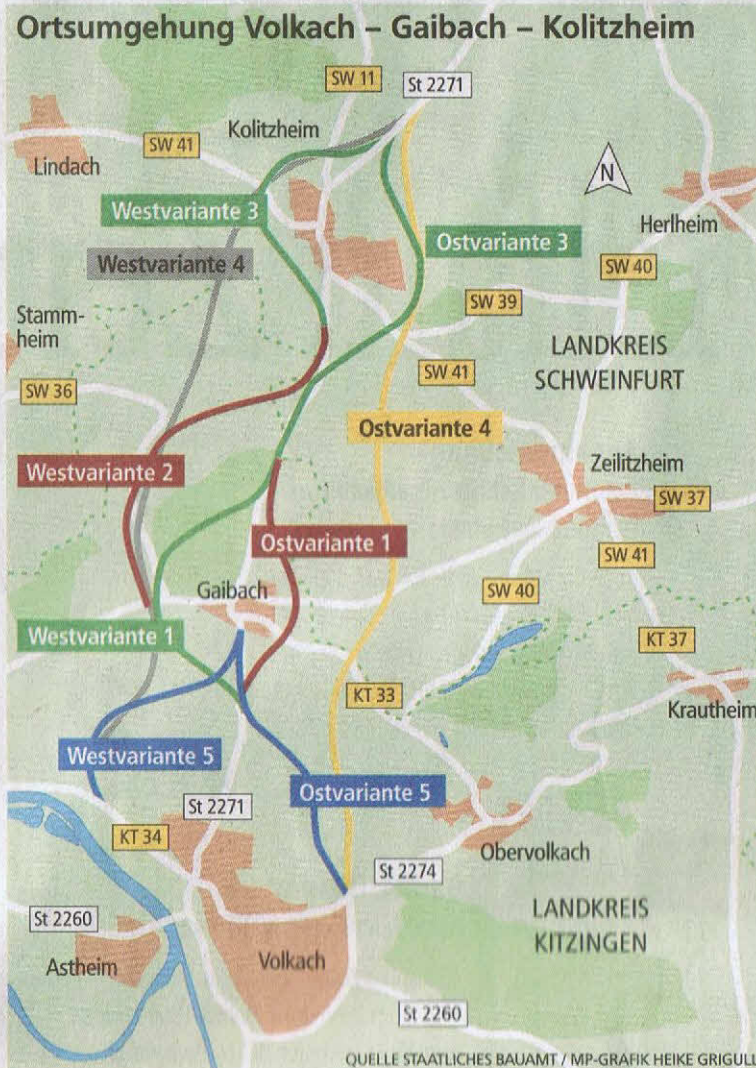 Ortsumgehung Volkach – Gaibach – Kolitzheim
SW 11
St 2271
Kolitzheim
SW 41
Lindach
N
Westvariante 3
Herlheim
Ostvariante 3
Westvariante 4
SW 40
Stamm-
heim
SW 39
LANDKREIS
SCHWEINFURT
SW 41
SW 36
Ostvariante 4
Westvariante 2
Zeilitzheim
SW 37
Ostvariante 1
SW 41
Gaibach
SW 40
Westvariante 1
KT 37
KT 33
Krautheim
Westvariante 5
Ostvariante 5
St 2271
KT 34
Obervolkach
St 2274
LANDKREIS
KITZINGEN
St 2260
Astheim
Volkach
St 2260
QUELLE STAATLICHES BAUAMT / MP-GRAFIK HEIKE GRIGULL